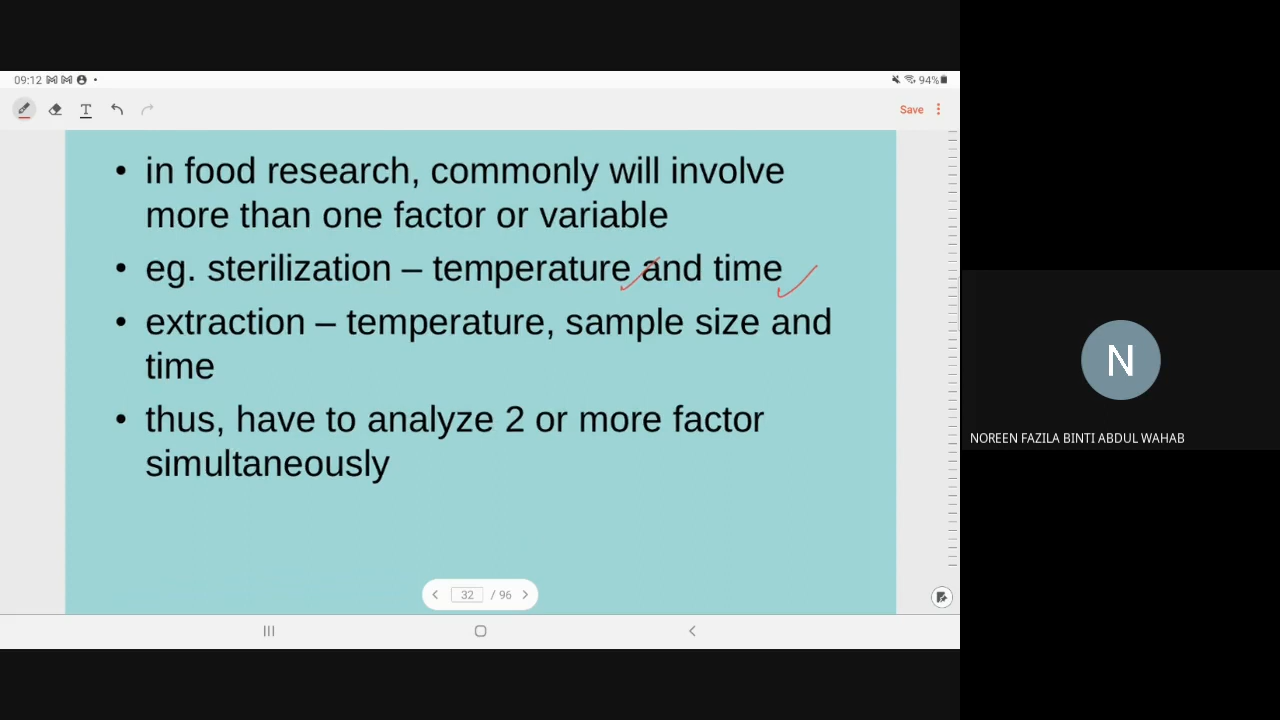 09:12
94%
Save
• in food research, commonly will involve
more than one factor or variable
• eg. sterilization – temperature and time
• extraction – temperature, sample size and
time
• thus, have to analyze 2 or more factor
simultaneously
32 / 96
N
NOREEN FAZILA BINTI ABDUL WAHAB